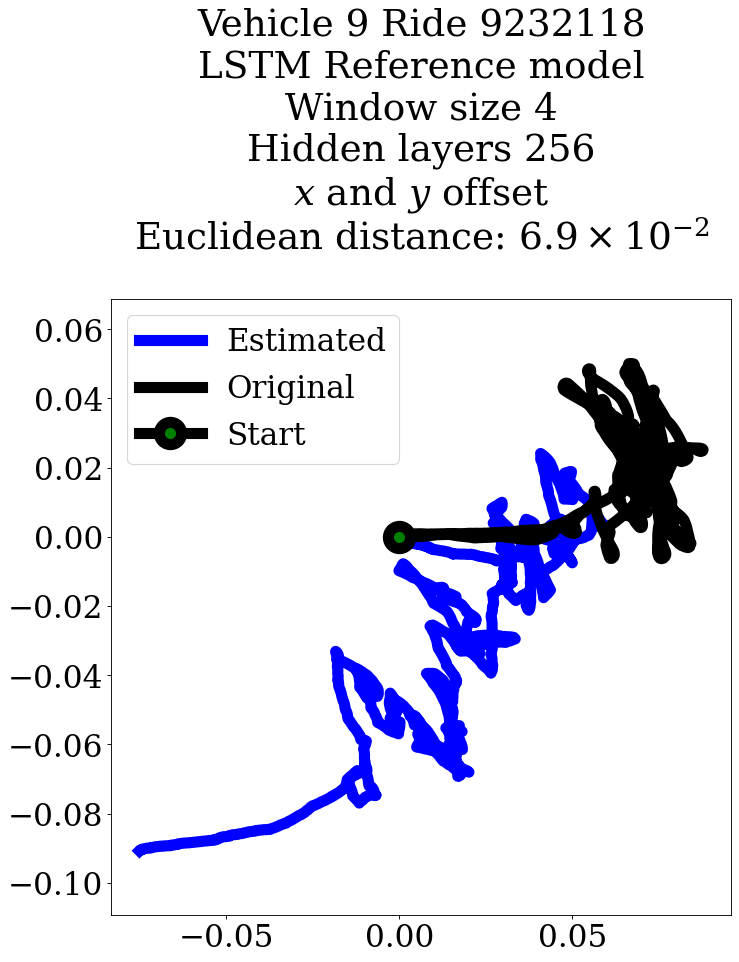 Vehicle 9 Ride 9232118
LSTM Reference model
Window size 4
Hidden layers 256
x and y offset
Euclidean distance: 6.9 × 10⁻²
Estimated
Original
Start
0.06
0.04
0.02
0.00
−0.02
−0.04
−0.06
−0.08
−0.10
−0.05 0.00 0.05